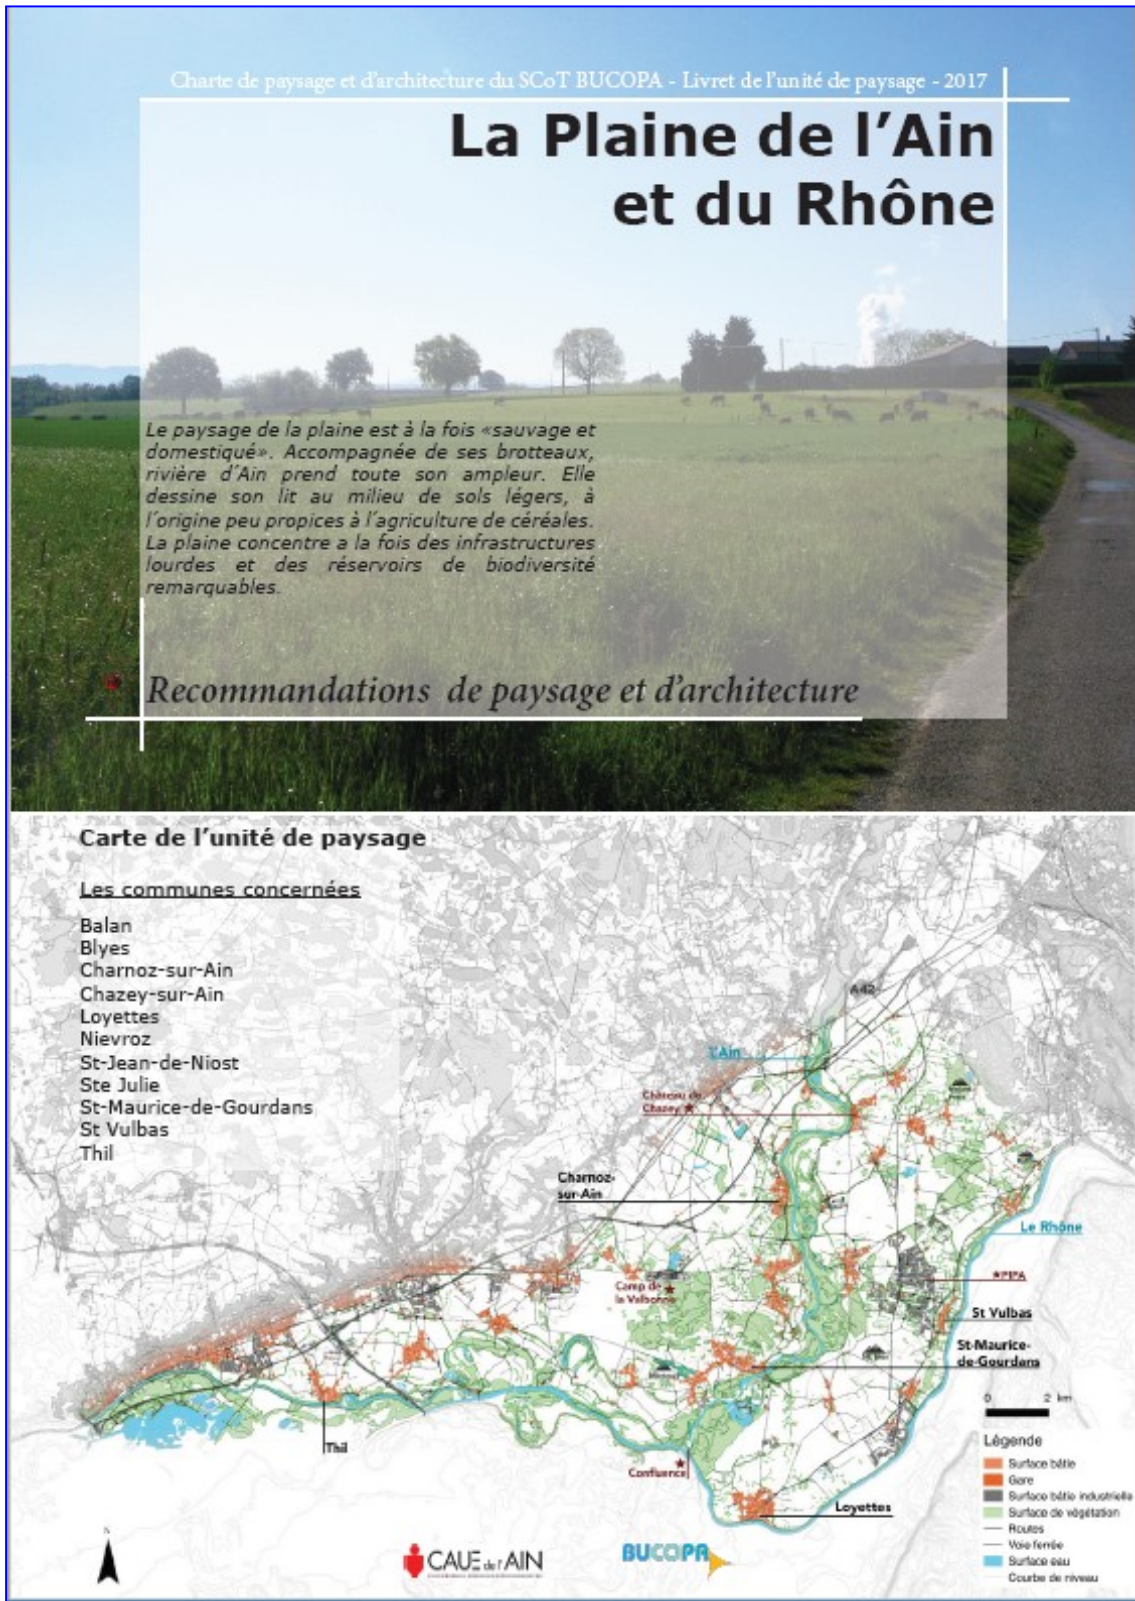 Charte de paysage et d'architecture du SCoT BUCOPA - Livret de l'unité de paysage - 2017
La Plaine de l'Ain
et du Rhône
Le paysage de la plaine est à la fois «sauvage et
domestiqué». Accompagnée de ses brotteaux,
rivière d'Ain prend toute son ampleur. Elle
dessine son lit au milieu de sols légers, à
l'origine peu propices à l'agriculture de céréales.
La plaine concentre a la fois des infrastructures
lourdes et des réservoirs de biodiversité
remarquables.
Recommandations de paysage et d'architecture
Carte de l'unité de paysage
Les communes concernées
Balan
Blyes
Charnoz-sur-Ain
Chazey-sur-Ain
Loyettes
Nievroz
St-Jean-de-Niost
Ste Julie
St-Maurice-de-Gourdans
St Vulbas
Thil
A42
L'Ain
Château de
Chazey
Charnoz-
sur-Ain
Le Rhône
Camp de
la Valbonne
PIPA
St Vulbas
St-Maurice-
de-Gourdans
Thil
Confluence
Loyettes
0 2 km
Légende
Surface bâtie
Gare
Surface bâtie industrielle
Surface de végétation
Routes
Voie ferrée
Surface eau
Courbe de niveau
N
CAUE de l'AIN
BUCOPA